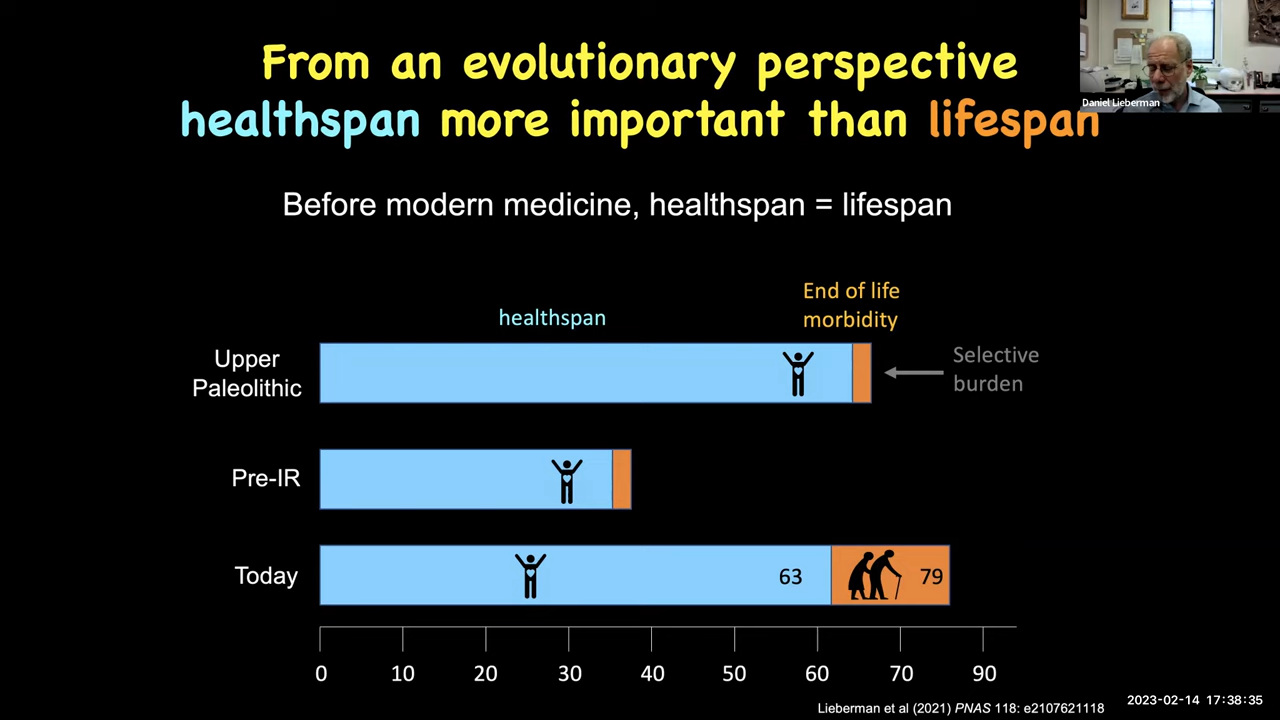 From an evolutionary perspective
healthspan more important than lifespan
Daniel Lieberman
Before modern medicine, healthspan = lifespan
healthspan
End of life
morbidity
Upper
Paleolithic
Selective
burden
Pre-IR
Today
63
79
0 10 20 30 40 50 60 70 80 90
Lieberman et al (2021) PNAS 118: e2107621118
2023-02-14 17:38:35